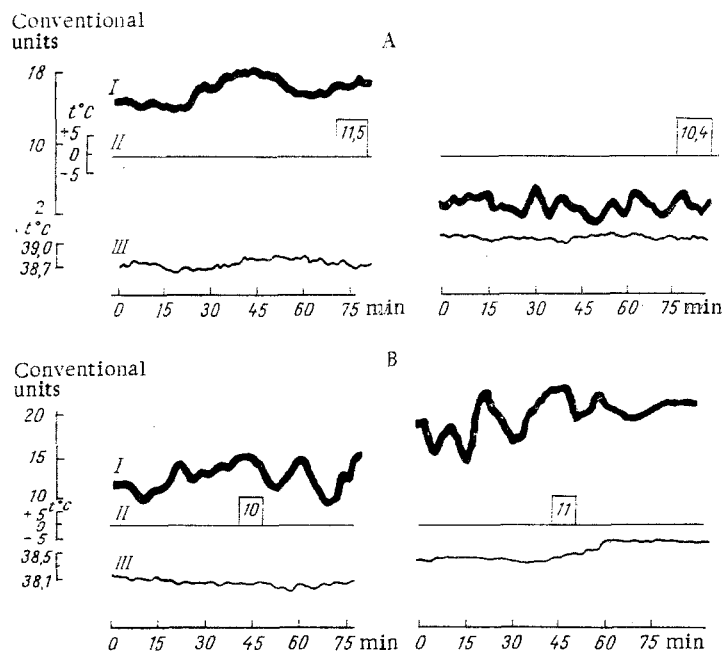 Conventional
units
A
18
I
t°C
+5
II
11,5
10,4
10
0
-5
2
t°C
39,0
III
38,7
0 15 30 45 60 75 min
0 15 30 45 60 75 min
B
Conventional
units
20
15
I
10
t°C
+5
II
10
11
0
-5
38,5
III
38,1
0 15 30 45 60 75 min
0 15 30 45 60 75 min